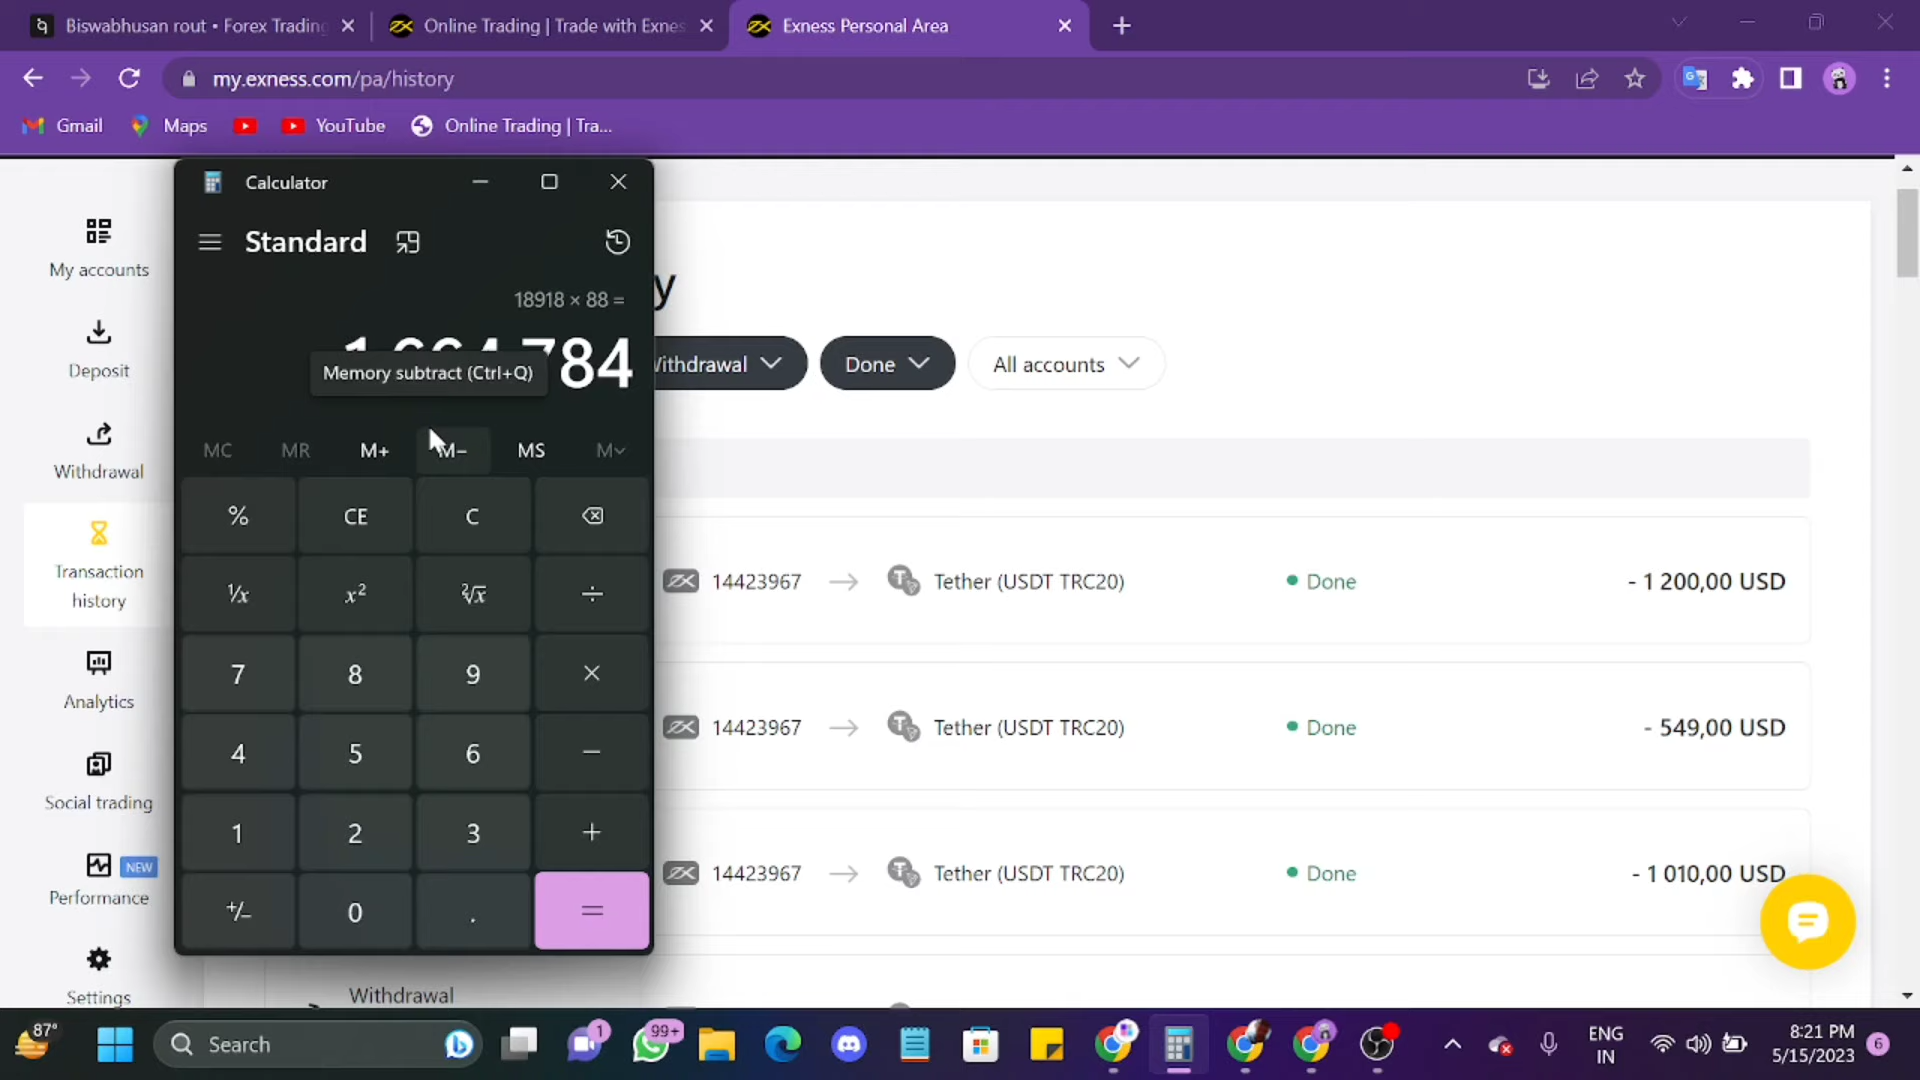 Biswabhusan rout • Forex Trading
Online Trading | Trade with Exnes
Exness Personal Area
my.exness.com/pa/history
Gmail
Maps
YouTube
Online Trading | Tra...
Calculator
Standard
18918 × 88 =
784
Memory subtract (Ctrl+Q)
MC MR M+ M− MS M
% CE C
¹/x x² ²√x ÷
7 8 9 ×
4 5 6 −
1 2 3 +
+/− 0 . =
My accounts
Deposit
Withdrawal
Transaction
history
Analytics
Social trading
NEW
Performance
Settings
y
Withdrawal
Done
All accounts
14423967 → Tether (USDT TRC20) Done - 1 200,00 USD
14423967 → Tether (USDT TRC20) Done - 549,00 USD
14423967 → Tether (USDT TRC20) Done - 1 010,00 USD
Withdrawal
87°
Search
1
99+
ENG
IN
8:21 PM
5/15/2023
6